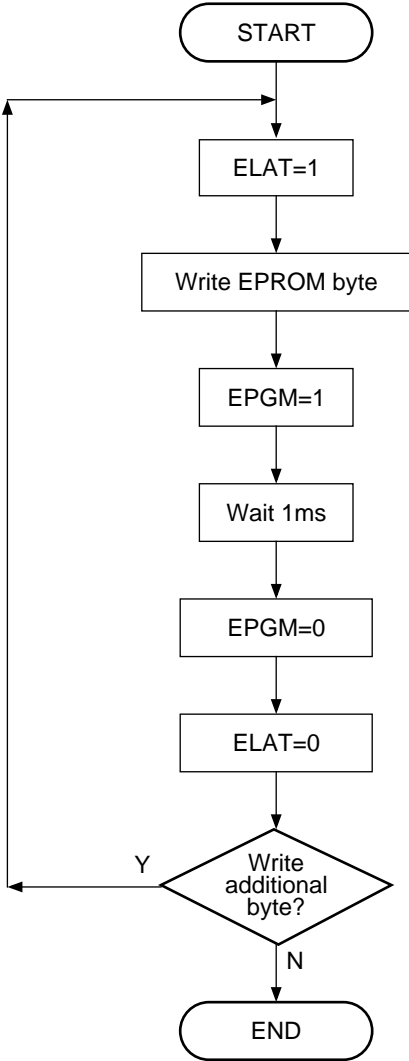 START
ELAT=1
Write EPROM byte
EPGM=1
Wait 1ms
EPGM=0
ELAT=0
Y
Write
additional
byte?
N
END